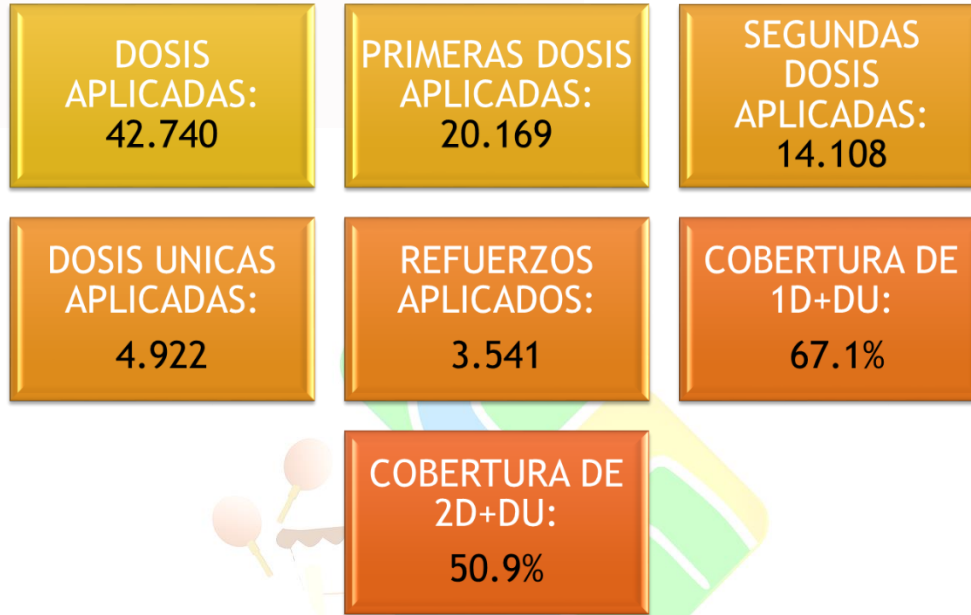 DOSIS
APLICADAS:
42.740
PRIMERAS DOSIS
APLICADAS:
20.169
SEGUNDAS
DOSIS
APLICADAS:
14.108
DOSIS UNICAS
APLICADAS:
4.922
REFUERZOS
APLICADOS:
3.541
COBERTURA DE
1D+DU:
67.1%
COBERTURA DE
2D+DU:
50.9%